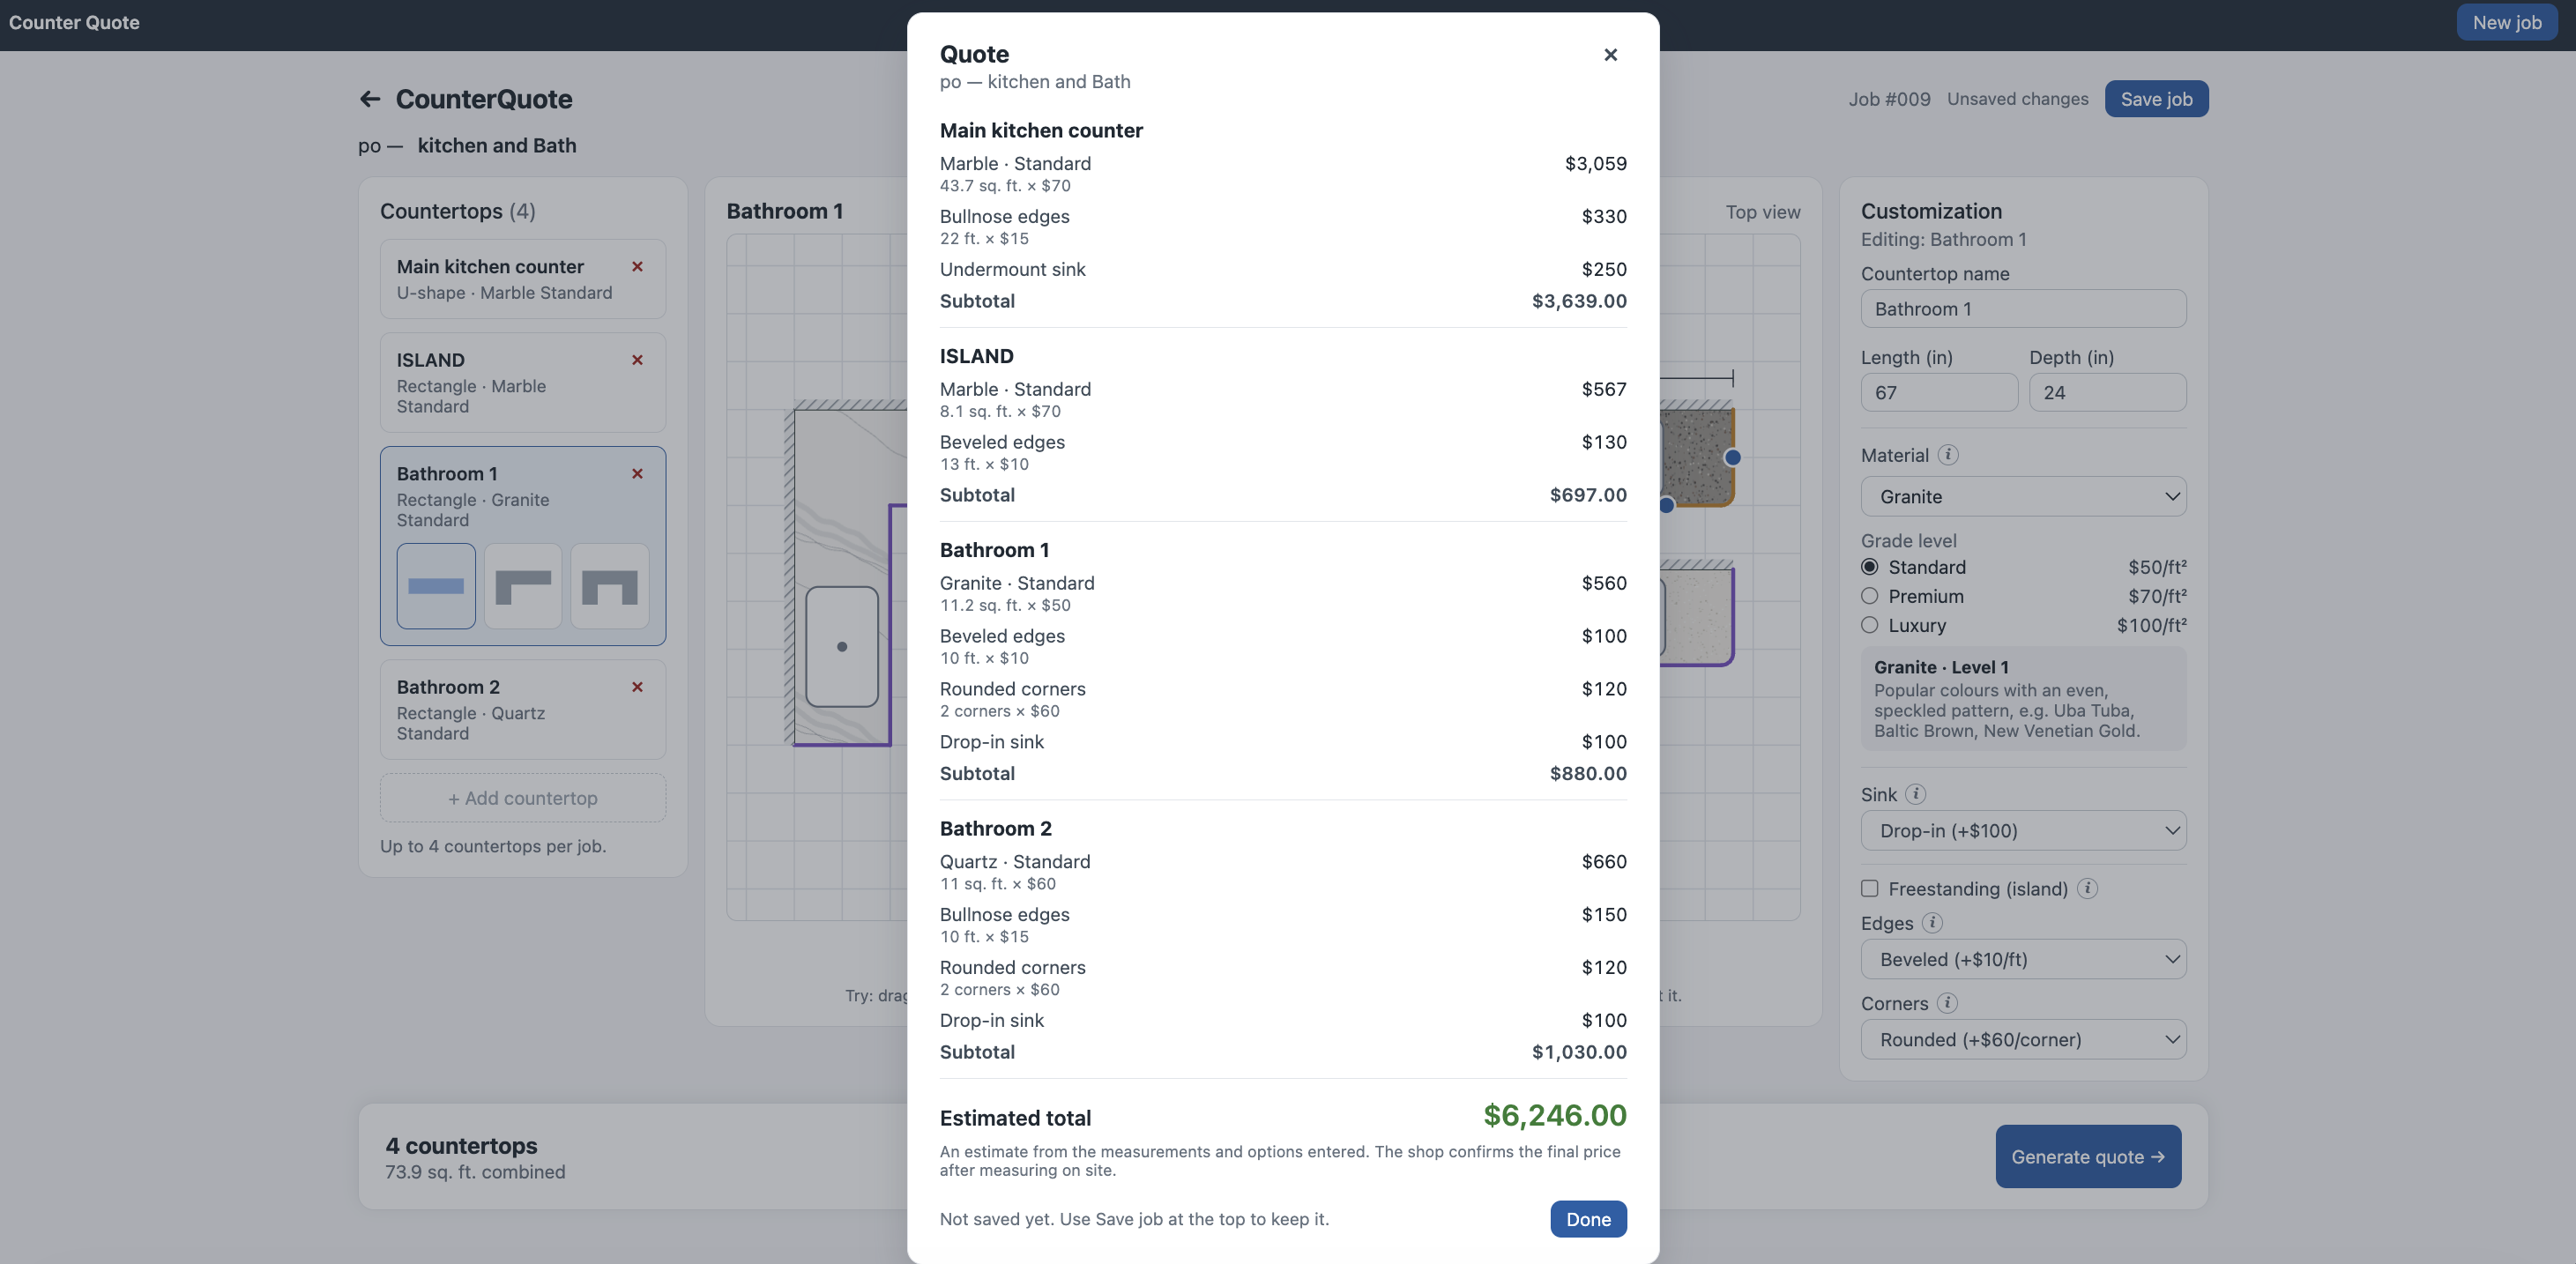 Counter Quote
New job
← CounterQuote
Job #009 Unsaved changes Save job
po — kitchen and Bath
Countertops (4)
Main kitchen counter ×
U-shape · Marble Standard
ISLAND ×
Rectangle · Marble
Standard
Bathroom 1 ×
Rectangle · Granite
Standard
Bathroom 2 ×
Rectangle · Quartz
Standard
+ Add countertop
Up to 4 countertops per job.
Bathroom 1
Top view
Try: drag
t it.
Quote ×
po — kitchen and Bath
Main kitchen counter
Marble · Standard $3,059
43.7 sq. ft. × $70
Bullnose edges $330
22 ft. × $15
Undermount sink $250
Subtotal $3,639.00
ISLAND
Marble · Standard $567
8.1 sq. ft. × $70
Beveled edges $130
13 ft. × $10
Subtotal $697.00
Bathroom 1
Granite · Standard $560
11.2 sq. ft. × $50
Beveled edges $100
10 ft. × $10
Rounded corners $120
2 corners × $60
Drop-in sink $100
Subtotal $880.00
Bathroom 2
Quartz · Standard $660
11 sq. ft. × $60
Bullnose edges $150
10 ft. × $15
Rounded corners $120
2 corners × $60
Drop-in sink $100
Subtotal $1,030.00
Estimated total $6,246.00
An estimate from the measurements and options entered. The shop confirms the final price
after measuring on site.
Not saved yet. Use Save job at the top to keep it. Done
Customization
Editing: Bathroom 1
Countertop name
Bathroom 1
Length (in) Depth (in)
67 24
Material i
Granite
Grade level
Standard $50/ft²
Premium $70/ft²
Luxury $100/ft²
Granite · Level 1
Popular colours with an even,
speckled pattern, e.g. Uba Tuba,
Baltic Brown, New Venetian Gold.
Sink i
Drop-in (+$100)
Freestanding (island) i
Edges i
Beveled (+$10/ft)
Corners i
Rounded (+$60/corner)
4 countertops
73.9 sq. ft. combined
Generate quote →